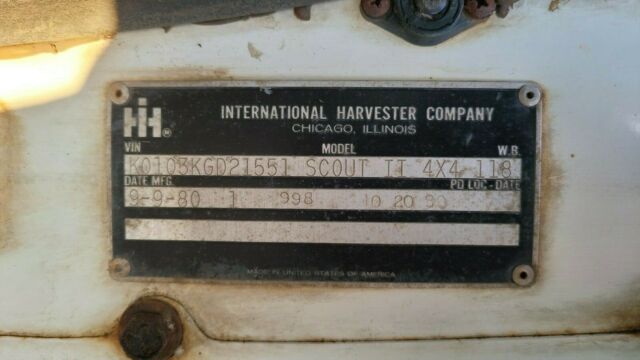 IH
INTERNATIONAL HARVESTER COMPANY
CHICAGO, ILLINOIS
VIN MODEL W.B.
K0103KGD21551 SCOUT II 4X4 118
DATE MFG. PD LOC - DATE
9-9-80 1 998 10 20 90
MADE IN UNITED STATES OF AMERICA